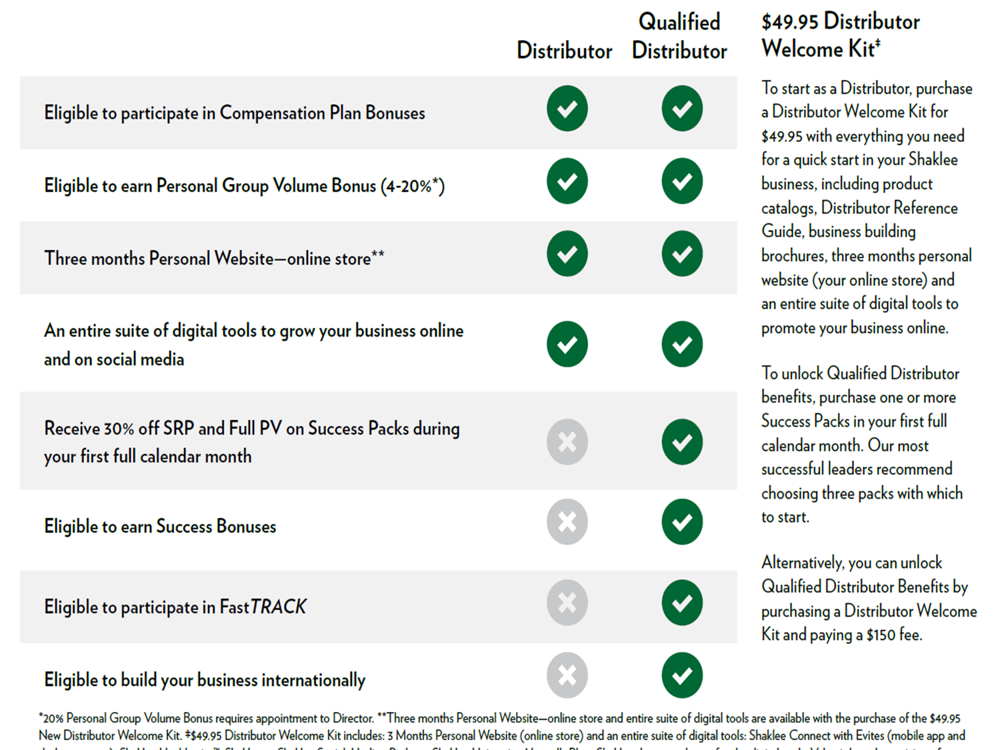 Qualified
Distributor Distributor
Eligible to participate in Compensation Plan Bonuses
Eligible to earn Personal Group Volume Bonus (4-20%*)
Three months Personal Website—online store**
An entire suite of digital tools to grow your business online
and on social media
Receive 30% off SRP and Full PV on Success Packs during
your first full calendar month
Eligible to earn Success Bonuses
Eligible to participate in FastTRACK
Eligible to build your business internationally
$49.95 Distributor
Welcome Kit‡
To start as a Distributor, purchase
a Distributor Welcome Kit for
$49.95 with everything you need
for a quick start in your Shaklee
business, including product
catalogs, Distributor Reference
Guide, business building
brochures, three months personal
website (your online store) and
an entire suite of digital tools to
promote your business online.
To unlock Qualified Distributor
benefits, purchase one or more
Success Packs in your first full
calendar month. Our most
successful leaders recommend
choosing three packs with which
to start.
Alternatively, you can unlock
Qualified Distributor Benefits by
purchasing a Distributor Welcome
Kit and paying a $150 fee.
*20% Personal Group Volume Bonus requires appointment to Director. **Three months Personal Website—online store and entire suite of digital tools are available with the purchase of the $49.95
New Distributor Welcome Kit. ‡$49.95 Distributor Welcome Kit includes: 3 Months Personal Website (online store) and an entire suite of digital tools: Shaklee Connect with Evites (mobile app and